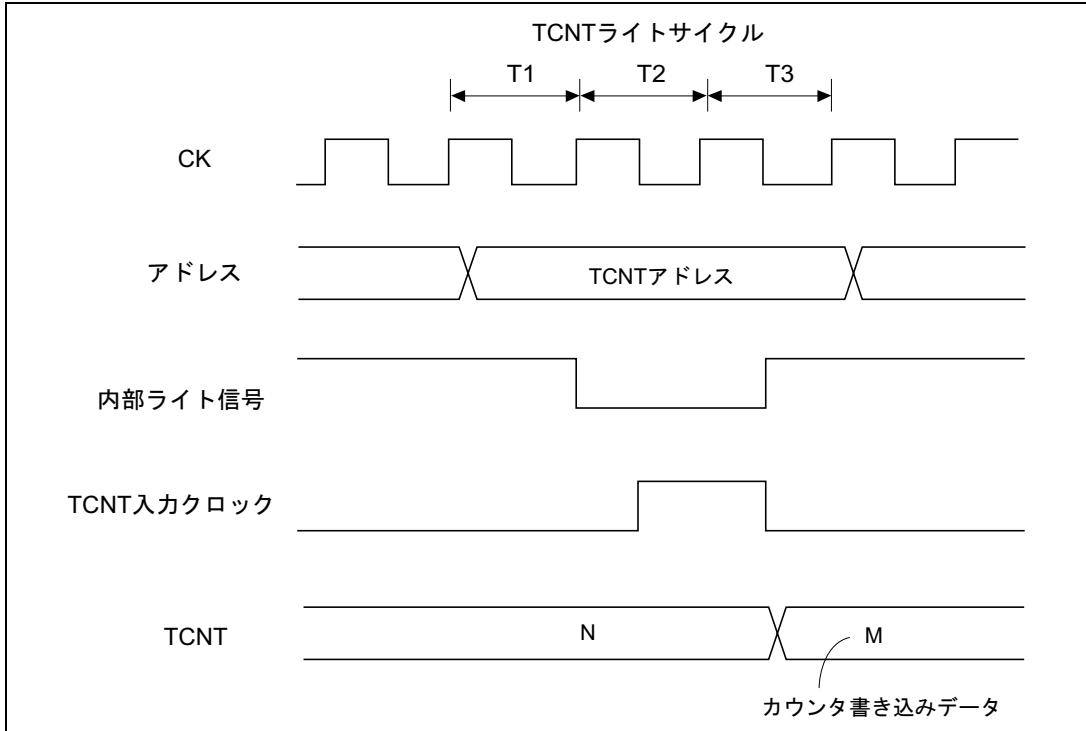 TCNTライトサイクル
T1 T2 T3
CK
アドレス
TCNTアドレス
内部ライト信号
TCNT入力クロック
TCNT
N
M
カウンタ書き込みデータ